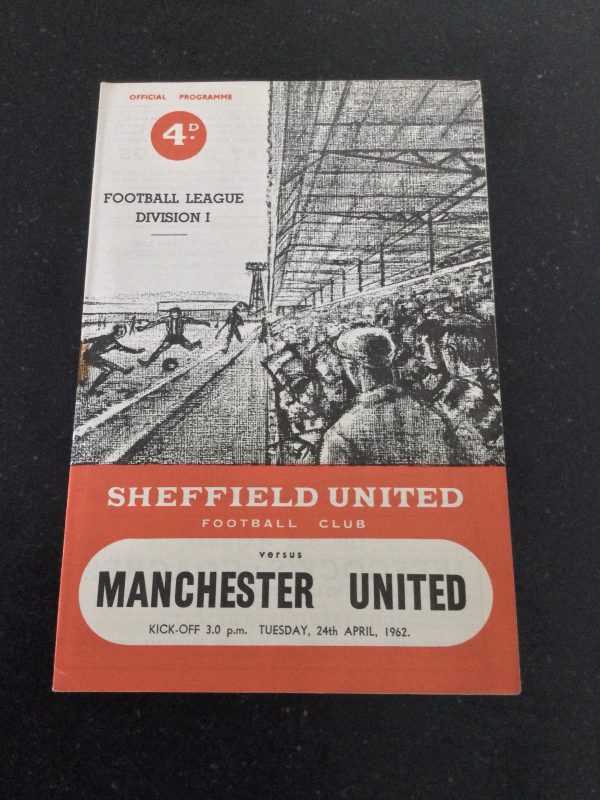 OFFICIAL PROGRAMME
4D.
FOOTBALL LEAGUE
DIVISION I
SHEFFIELD UNITED
FOOTBALL CLUB
versus
MANCHESTER UNITED
KICK-OFF 3.0 p.m. TUESDAY, 24th APRIL, 1962.